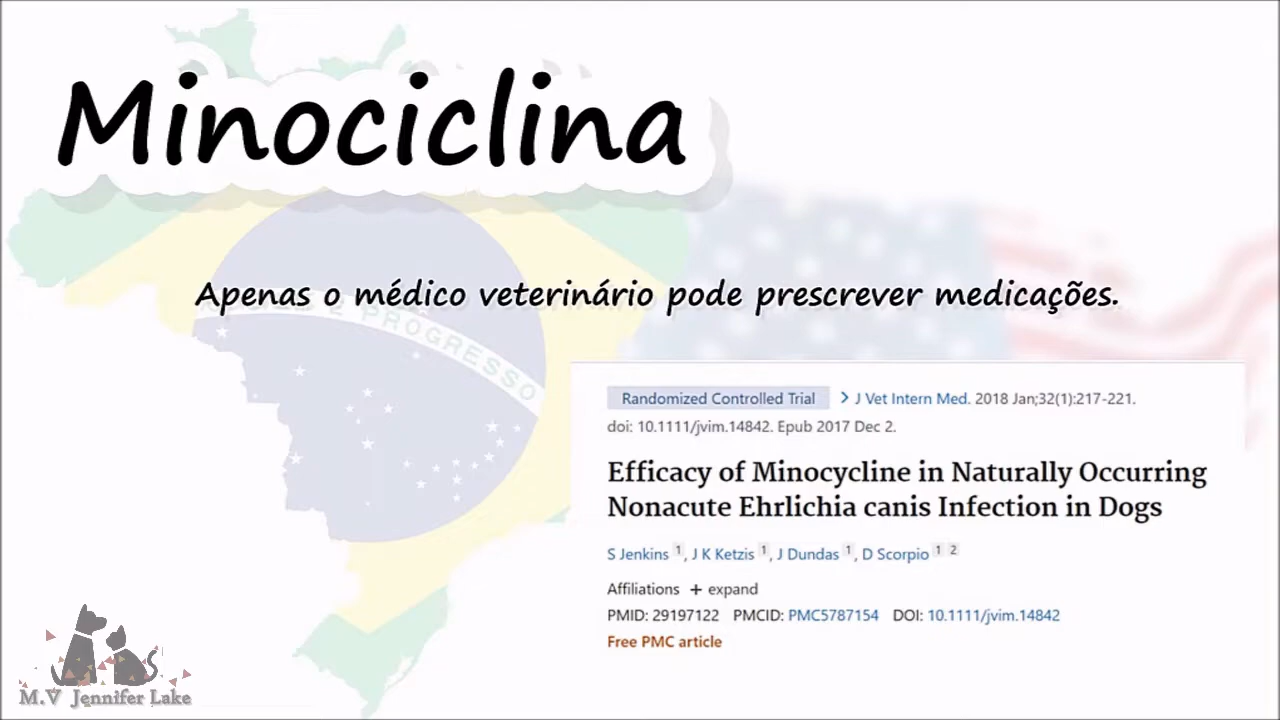 Minociclina
Apenas o médico veterinário pode prescrever medicações.
E PROGRESSO
Randomized Controlled Trial > J Vet Intern Med. 2018 Jan;32(1):217-221.
doi: 10.1111/jvim.14842. Epub 2017 Dec 2.
Efficacy of Minocycline in Naturally Occurring
Nonacute Ehrlichia canis Infection in Dogs
S Jenkins 1, J K Ketzis 1, J Dundas 1, D Scorpio 1 2
Affiliations + expand
PMID: 29197122 PMCID: PMC5787154 DOI: 10.1111/jvim.14842
Free PMC article
M.V Jennifer Lake